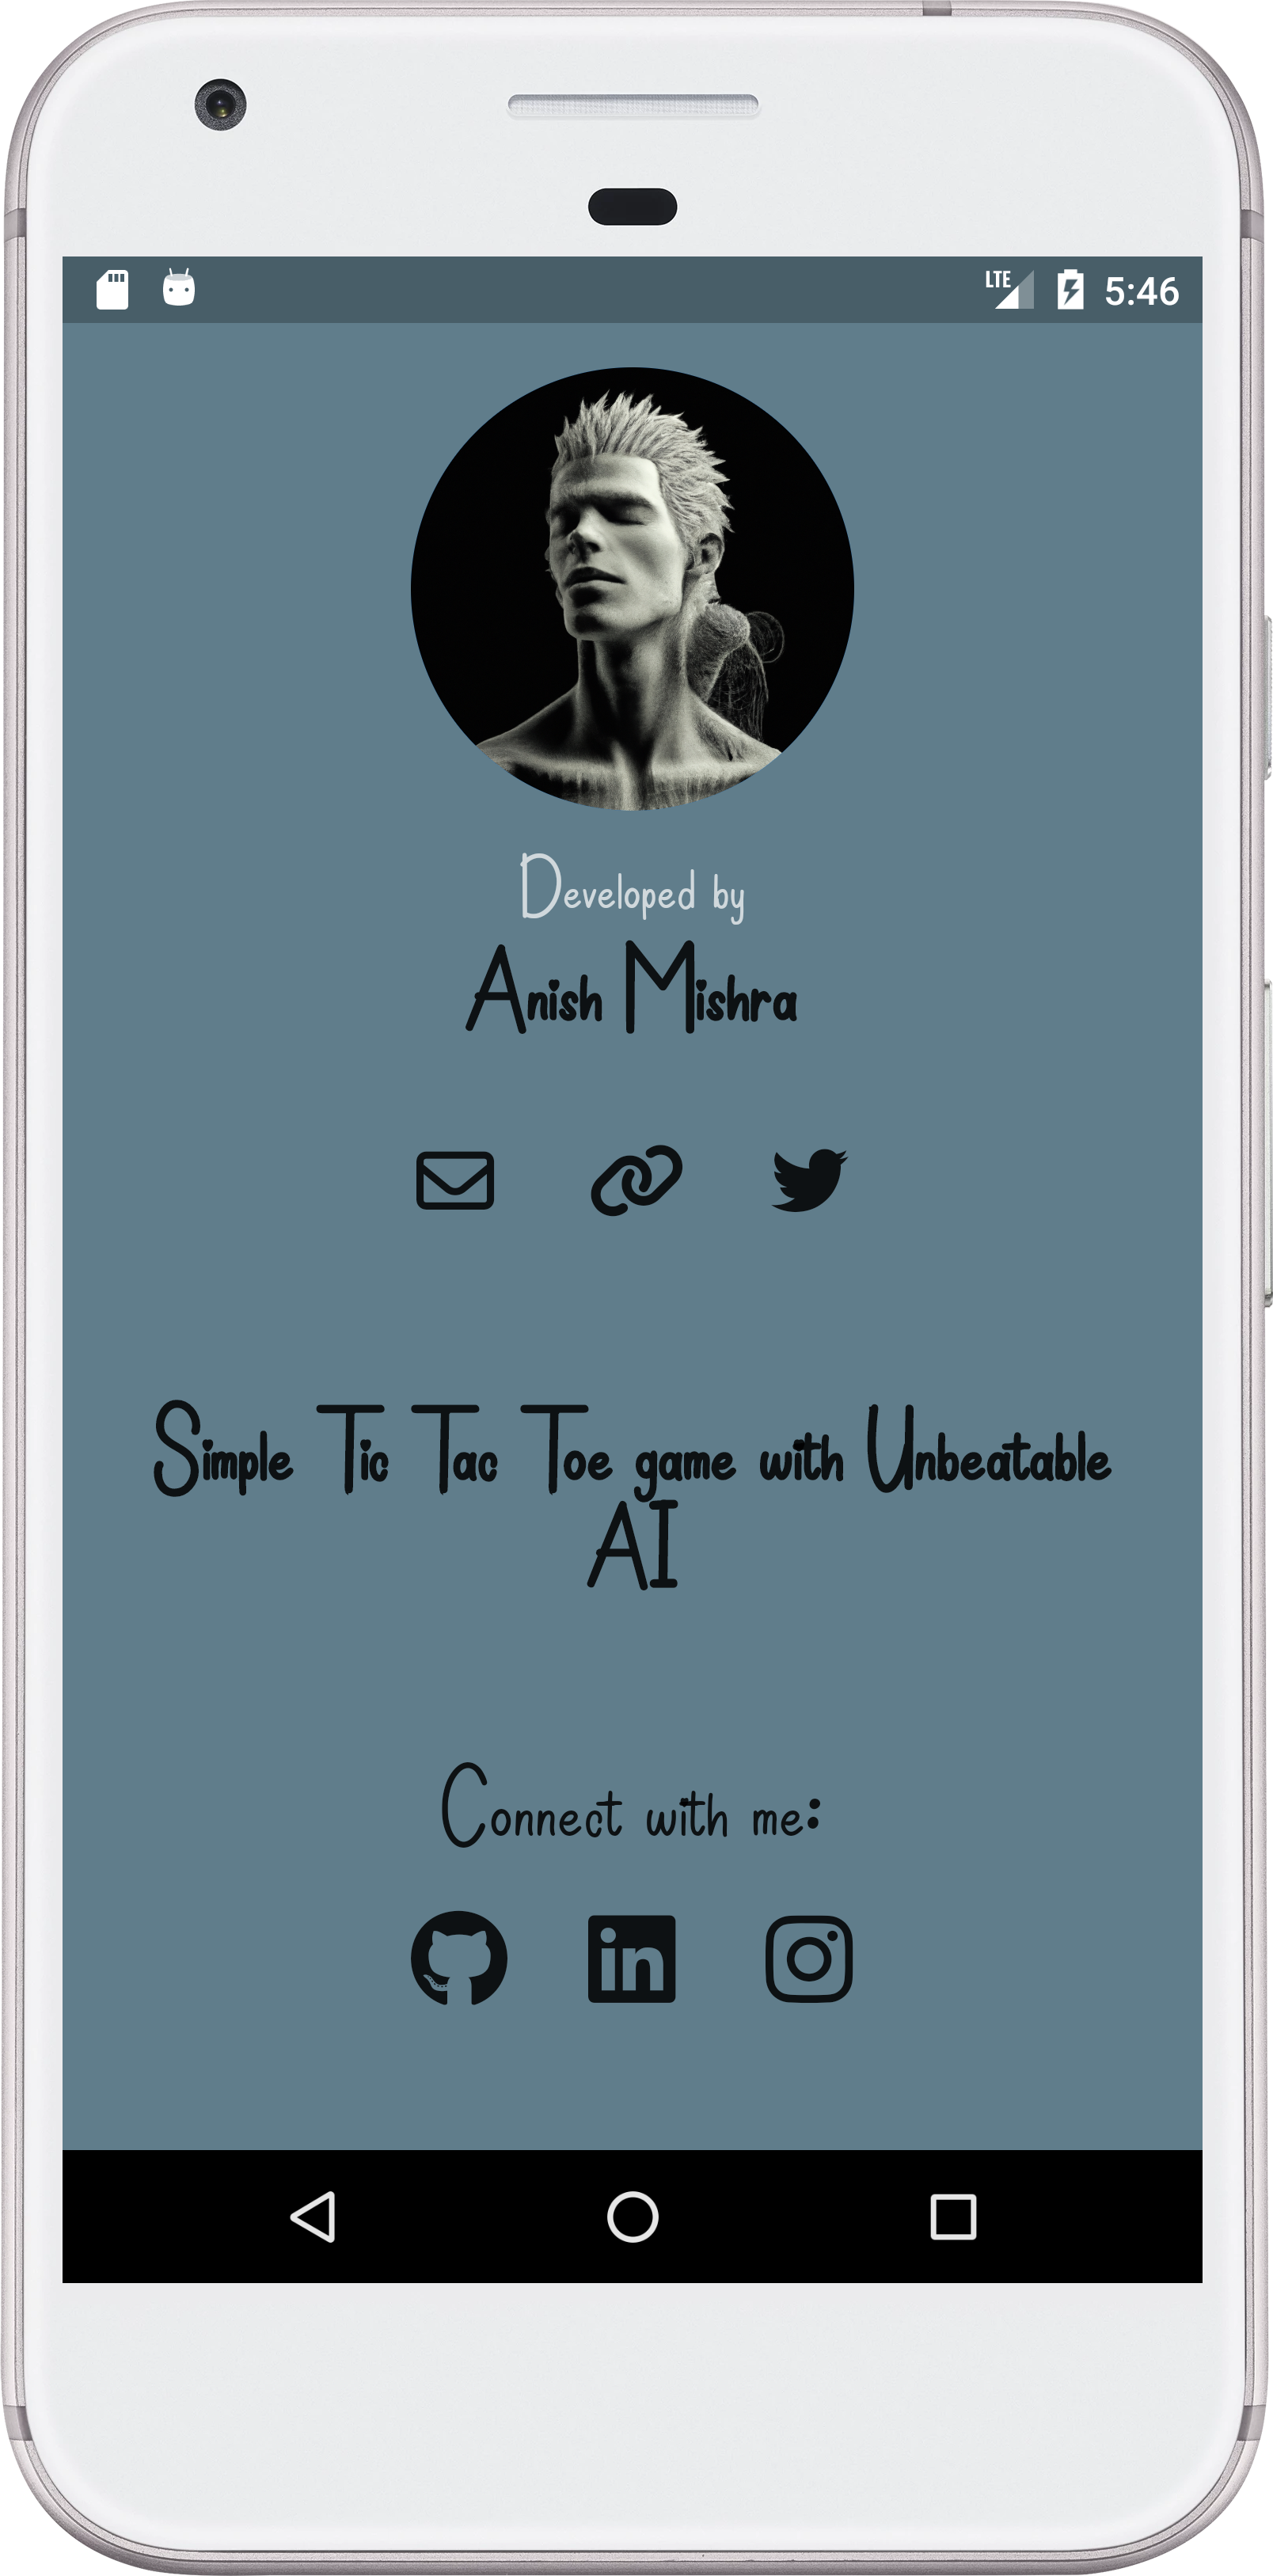 LTE 5:46
Developed by
Anish Mishra
Simple Tic Tac Toe game with Unbeatable
AI
Connect with me:
in